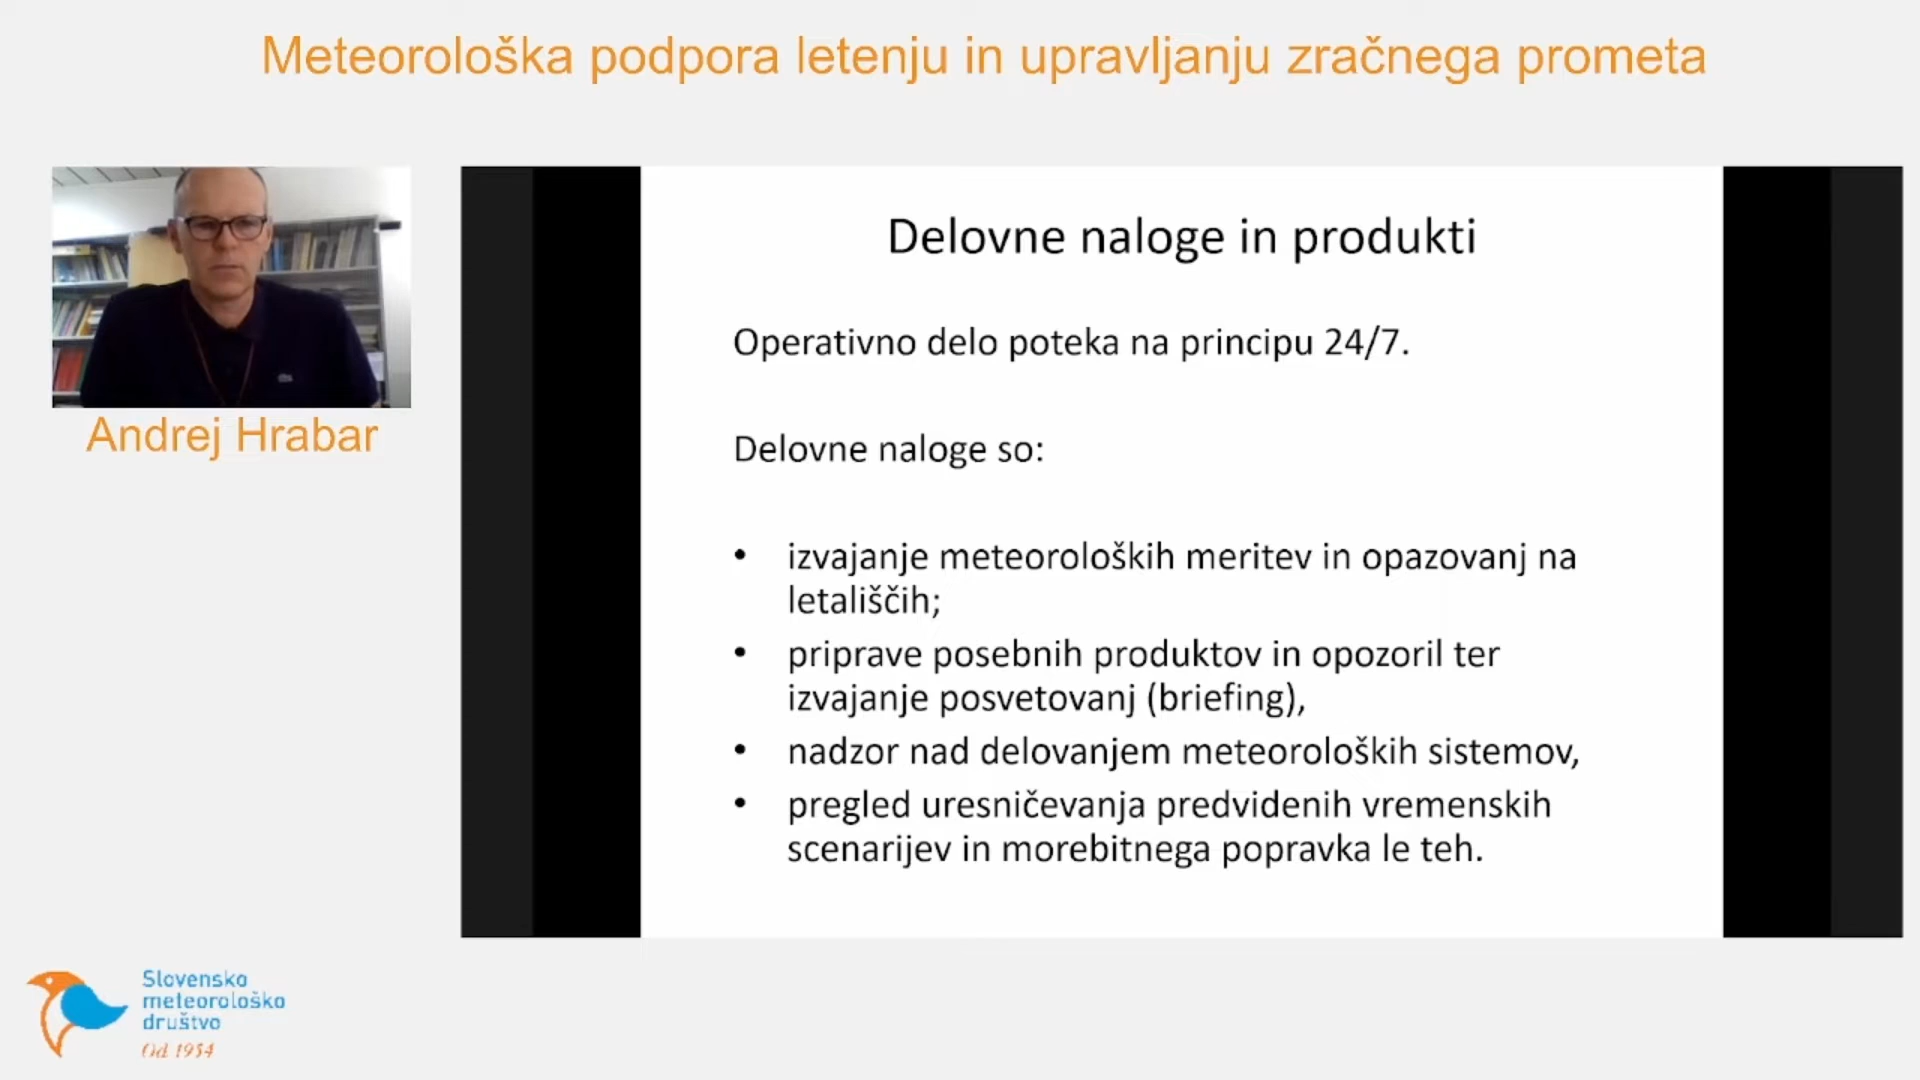 Meteorološka podpora letenju in upravljanju zračnega prometa
Andrej Hrabar
Delovne naloge in produkti
Operativno delo poteka na principu 24/7.
Delovne naloge so:
• izvajanje meteoroloških meritev in opazovanj na
letališčih;
• priprave posebnih produktov in opozoril ter
izvajanje posvetovanj (briefing),
• nadzor nad delovanjem meteoroloških sistemov,
• pregled uresničevanja predvidenih vremenskih
scenarijev in morebitnega popravka le teh.
Slovensko
meteorološko
društvo
Od 1954